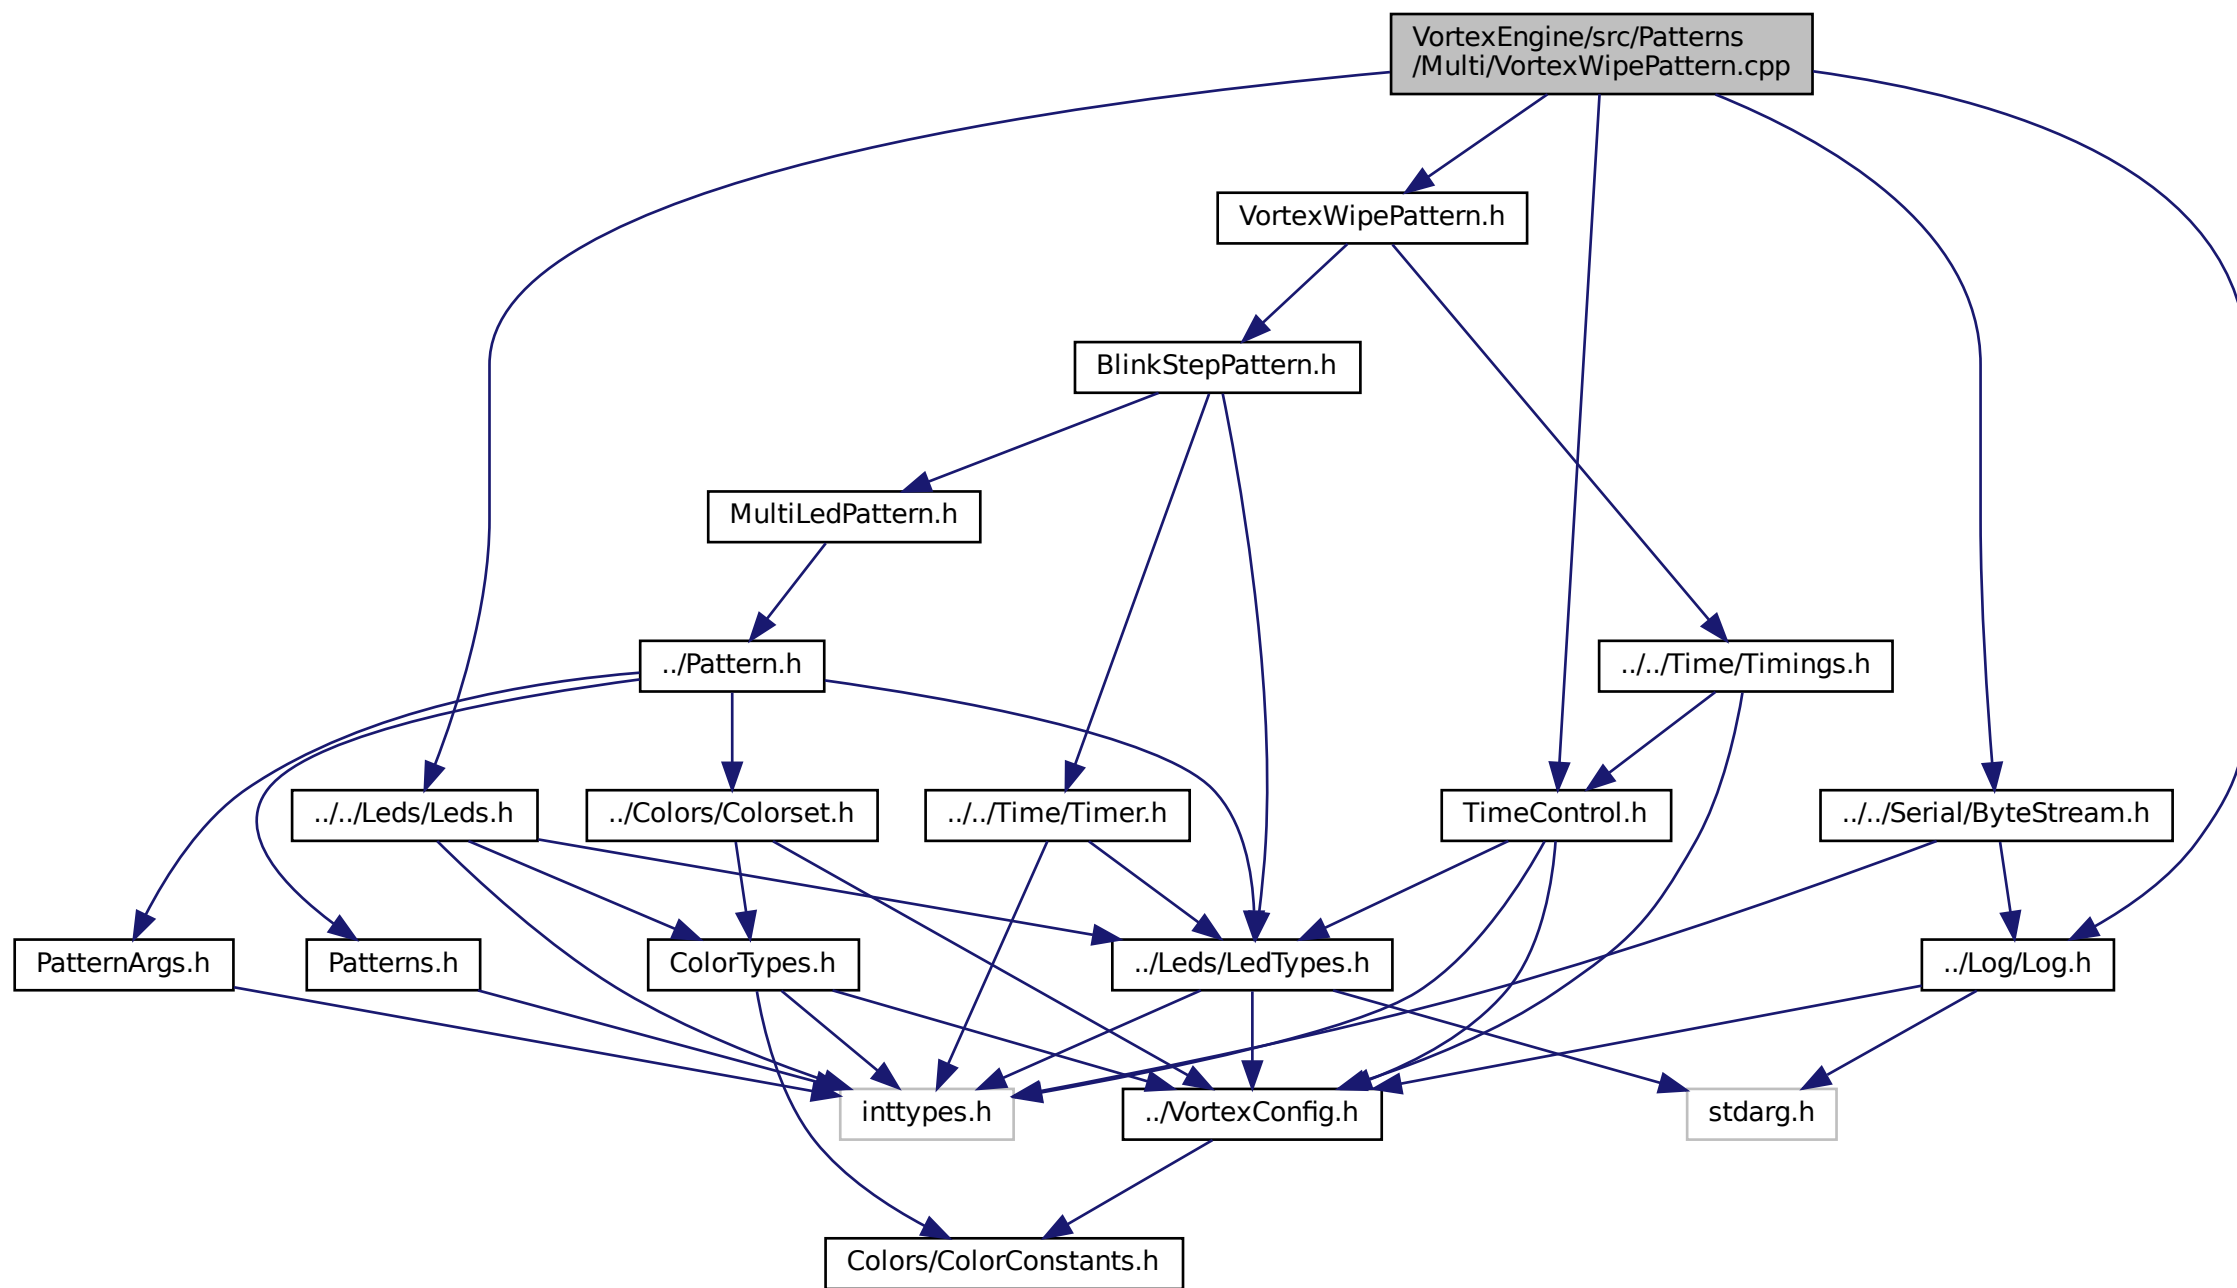 VortexEngine/src/Patterns
/Multi/VortexWipePattern.cpp
VortexWipePattern.h
BlinkStepPattern.h
MultiLedPattern.h
../Pattern.h
../../Time/Timings.h
../../Leds/Leds.h
../Colors/Colorset.h
../../Time/Timer.h
TimeControl.h
../../Serial/ByteStream.h
PatternArgs.h
Patterns.h
ColorTypes.h
../Leds/LedTypes.h
../Log/Log.h
inttypes.h
../VortexConfig.h
stdarg.h
Colors/ColorConstants.h